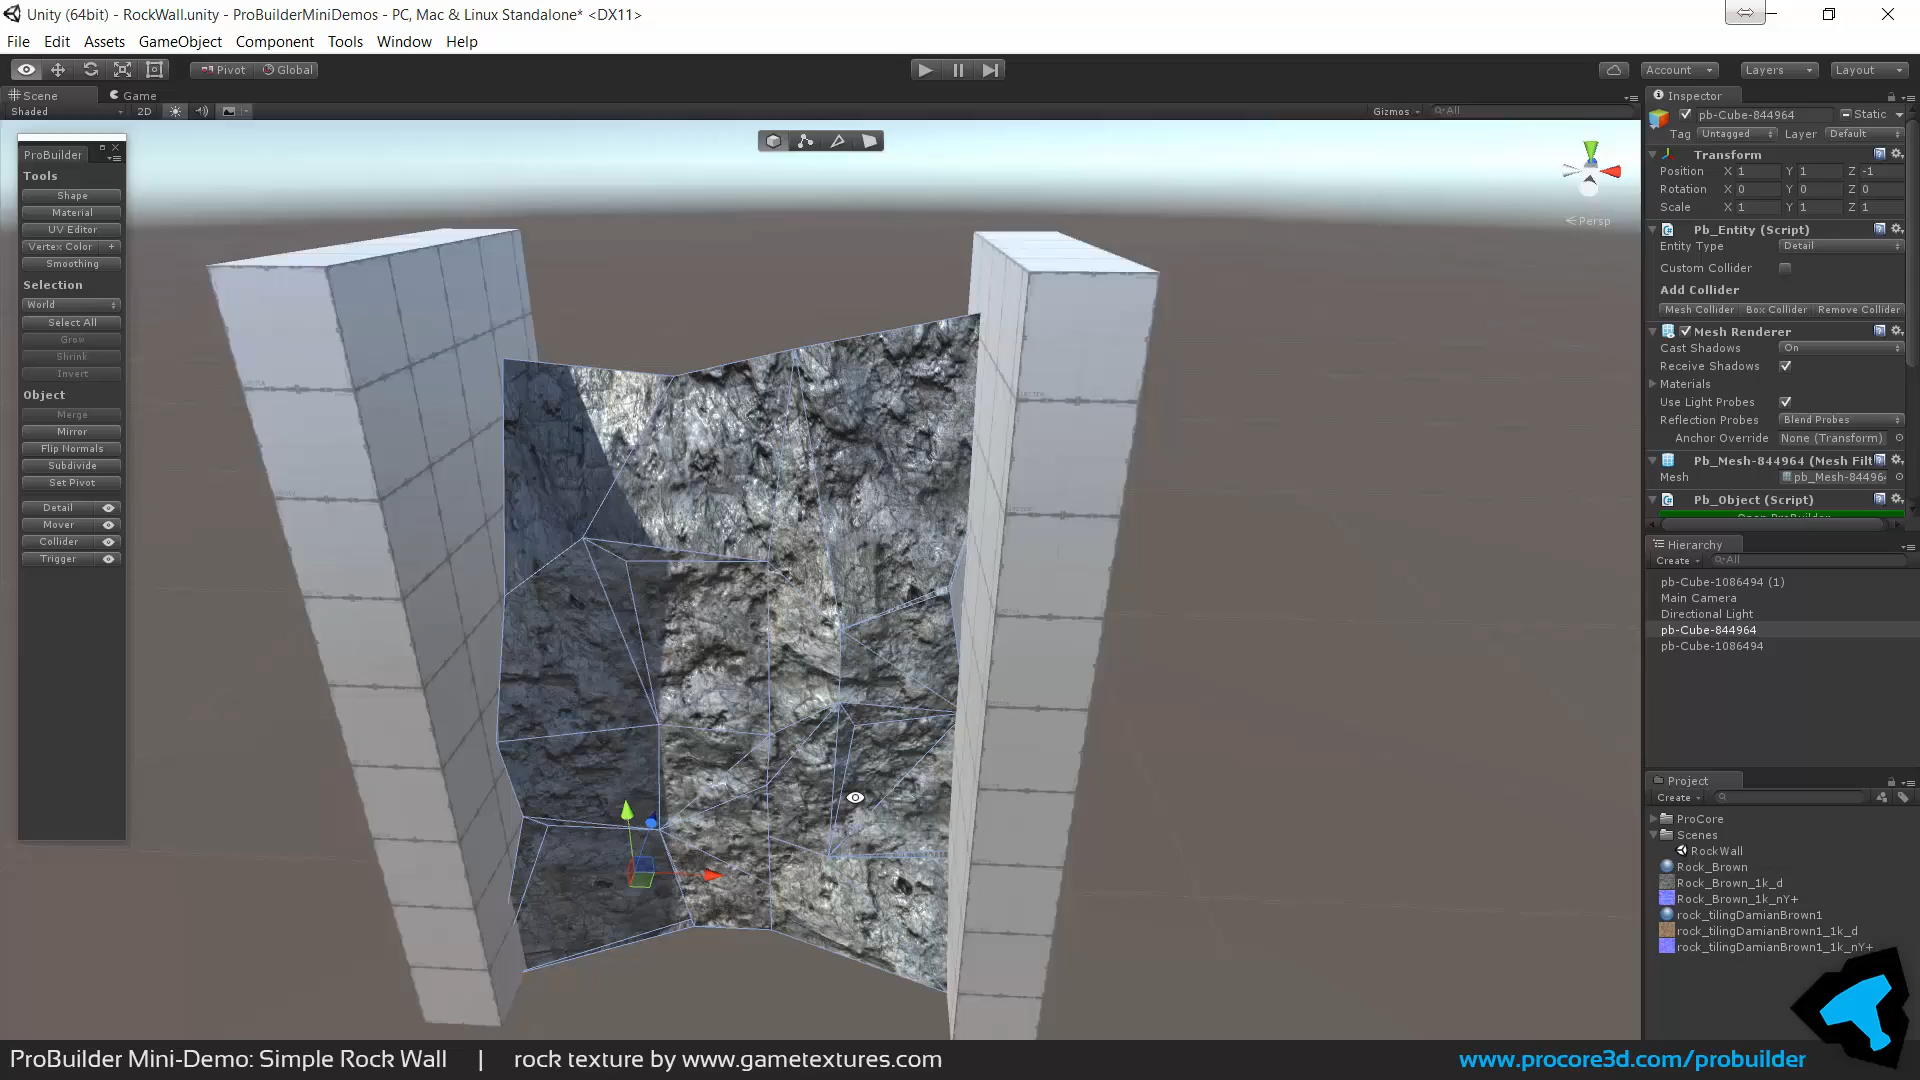 Unity (64bit) - RockWall.unity - ProBuilderMiniDemos - PC, Mac & Linux Standalone* <DX11>
File Edit Assets GameObject Component Tools Window Help
Pivot Global Account Layers Layout
Scene Game
Shaded 2D Gizmos All
Persp
ProBuilder
Tools
Shape
Material
UV Editor
Vertex Color +
Smoothing
Selection
World
Select All
Grow
Shrink
Invert
Object
Merge
Mirror
Flip Normals
Subdivide
Set Pivot
Detail
Mover
Collider
Trigger
Inspector
pb-Cube-844964 Static
Tag Untagged Layer Default
Transform
Position X 1 Y 1 Z -1
Rotation X 0 Y 0 Z 0
Scale X 1 Y 1 Z 1
Pb_Entity (Script)
Entity Type Detail
Custom Collider
Add Collider
Mesh Collider Box Collider Remove Collider
Mesh Renderer
Cast Shadows On
Receive Shadows
Materials
Use Light Probes
Reflection Probes Blend Probes
Anchor Override None (Transform)
Pb_Mesh-844964 (Mesh Filt
Mesh pb_Mesh-84496
Pb_Object (Script)
Open ProBuilder
Hierarchy
Create All
pb-Cube-1086494 (1)
Main Camera
Directional Light
pb-Cube-844964
pb-Cube-1086494
Project
Create
ProCore
Scenes
RockWall
Rock_Brown
Rock_Brown_1k_d
Rock_Brown_1k_nY+
rock_tilingDamianBrown1
rock_tilingDamianBrown1_1k_d
rock_tilingDamianBrown1_1k_nY+
ProBuilder Mini-Demo: Simple Rock Wall | rock texture by www.gametextures.com
www.procore3d.com/probuilder